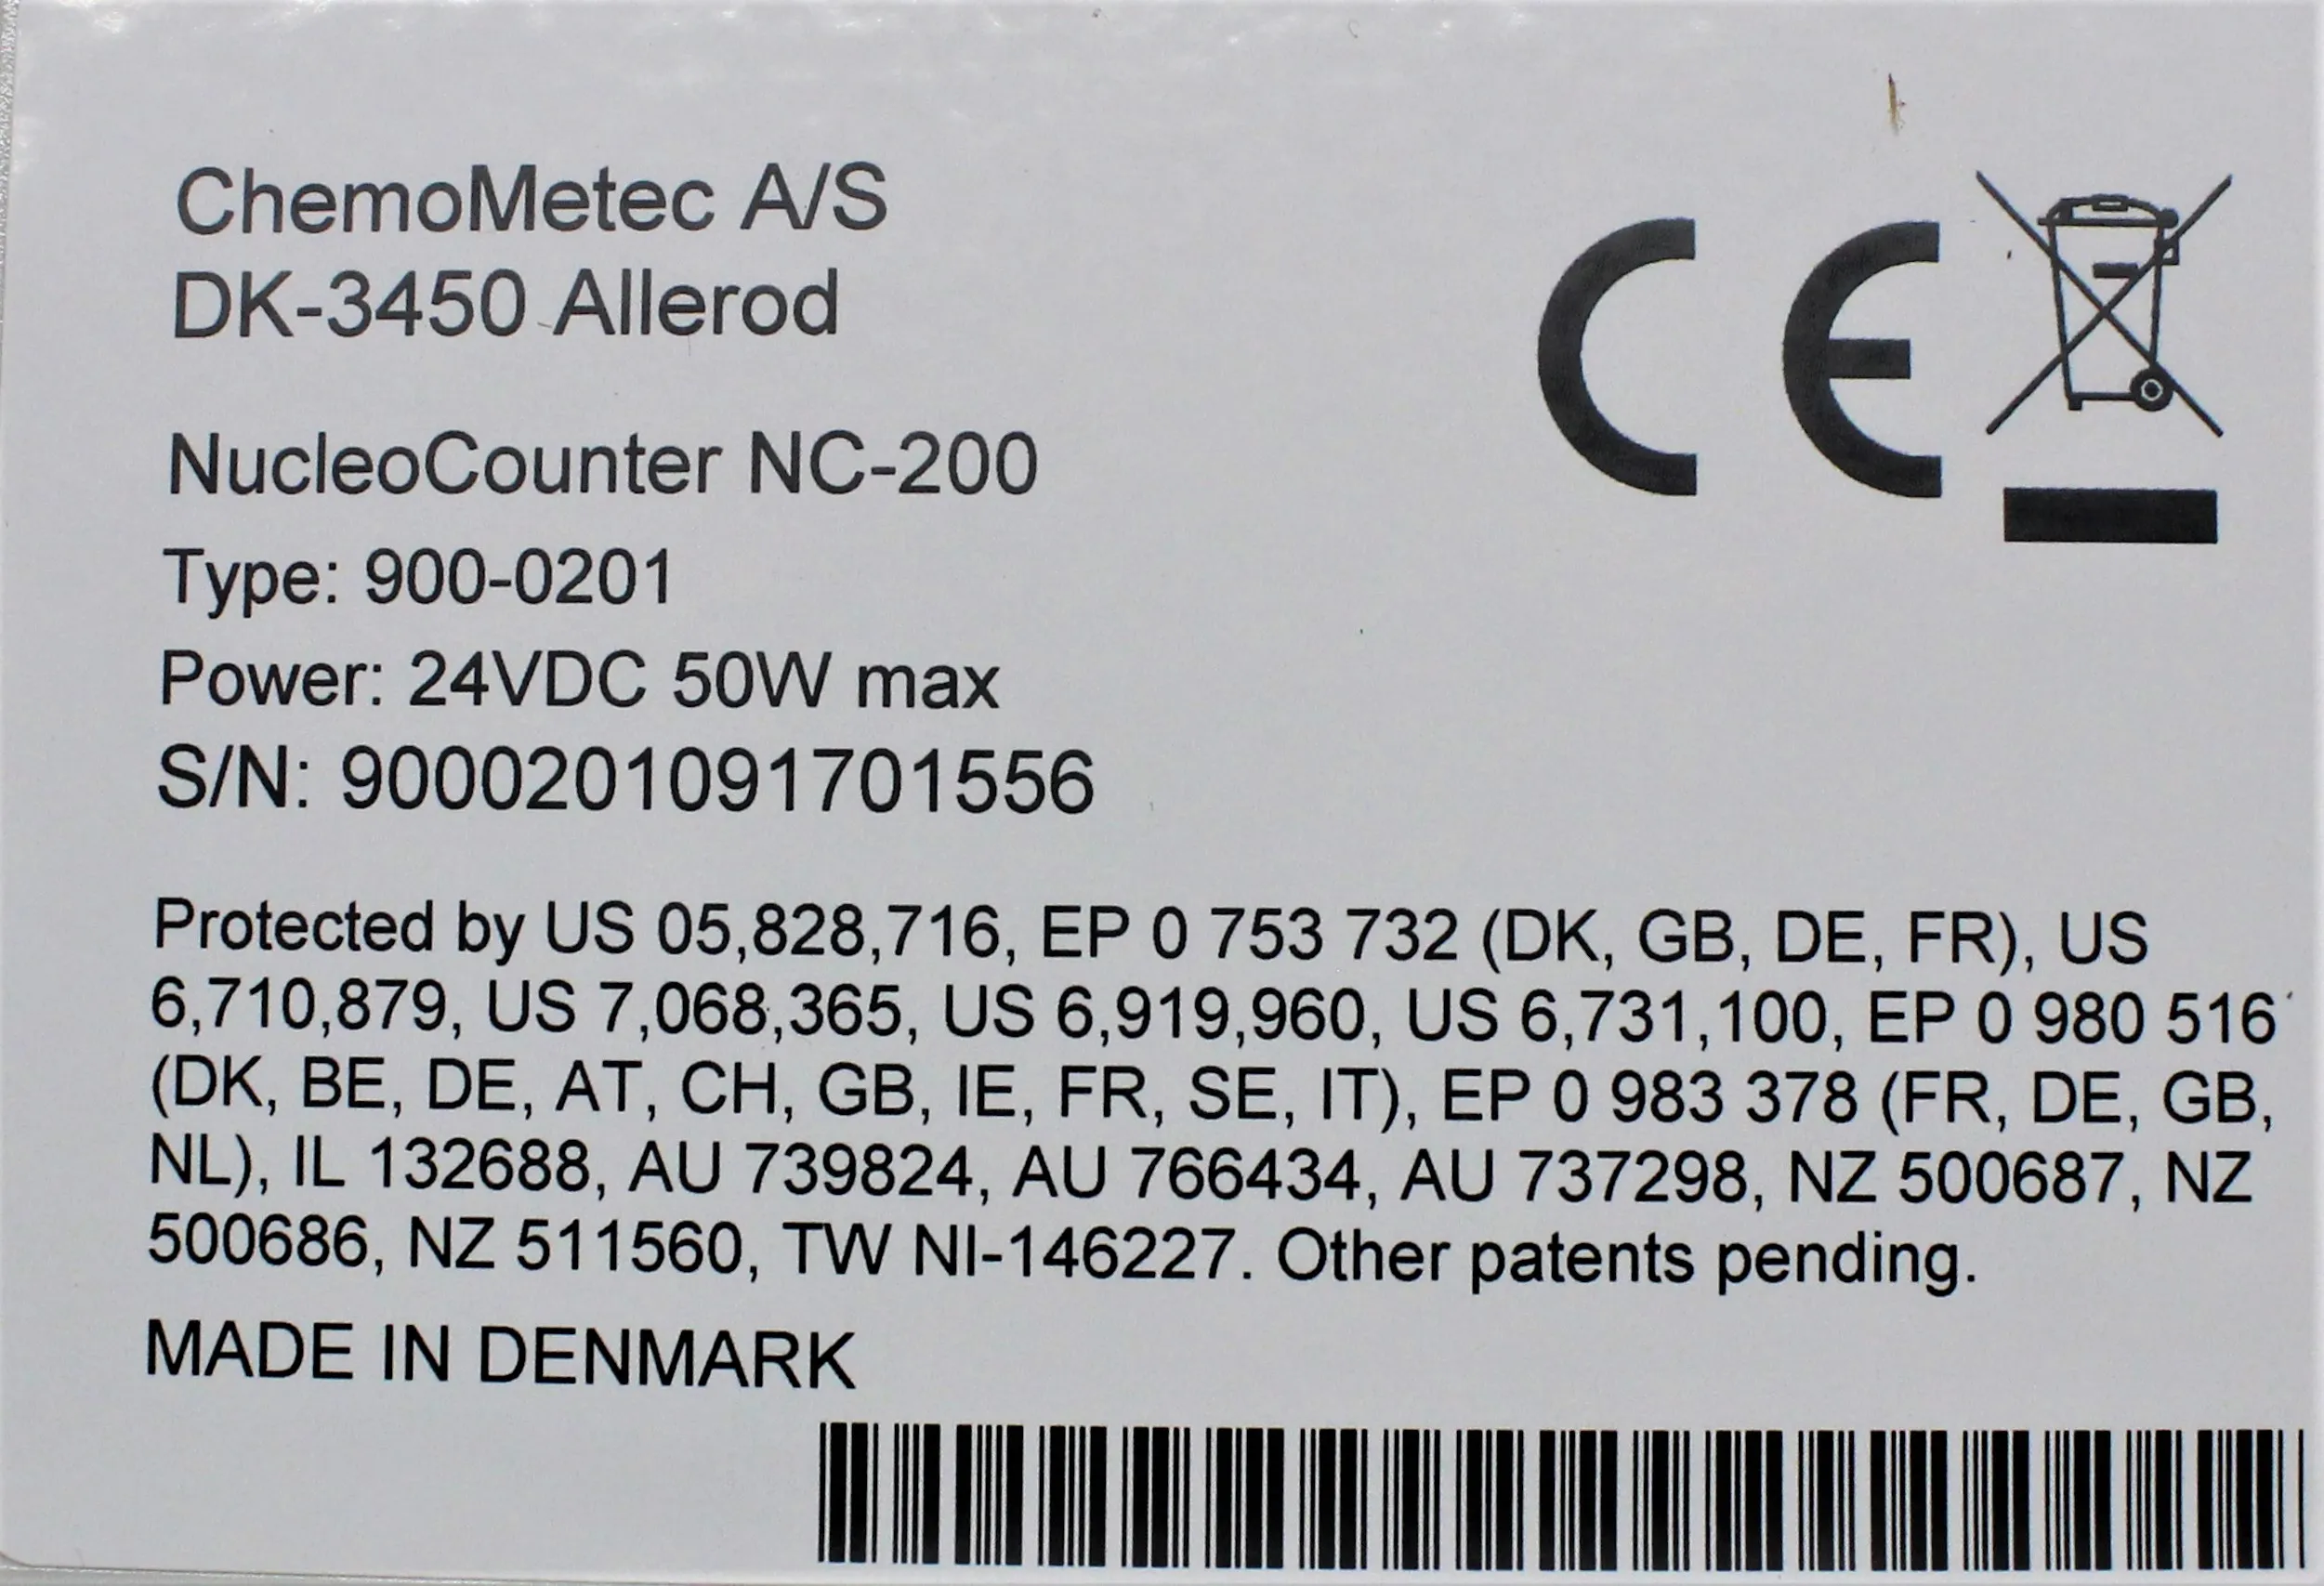 ChemoMetec A/S
DK-3450 Allerod
CE
NucleoCounter NC-200
Type: 900-0201
Power: 24VDC 50W max
S/N: 9000201091701556
Protected by US 05,828,716, EP 0 753 732 (DK, GB, DE, FR), US
6,710,879, US 7,068,365, US 6,919,960, US 6,731,100, EP 0 980 516
(DK, BE, DE, AT, CH, GB, IE, FR, SE, IT), EP 0 983 378 (FR, DE, GB,
NL), IL 132688, AU 739824, AU 766434, AU 737298, NZ 500687, NZ
500686, NZ 511560, TW NI-146227. Other patents pending.
MADE IN DENMARK